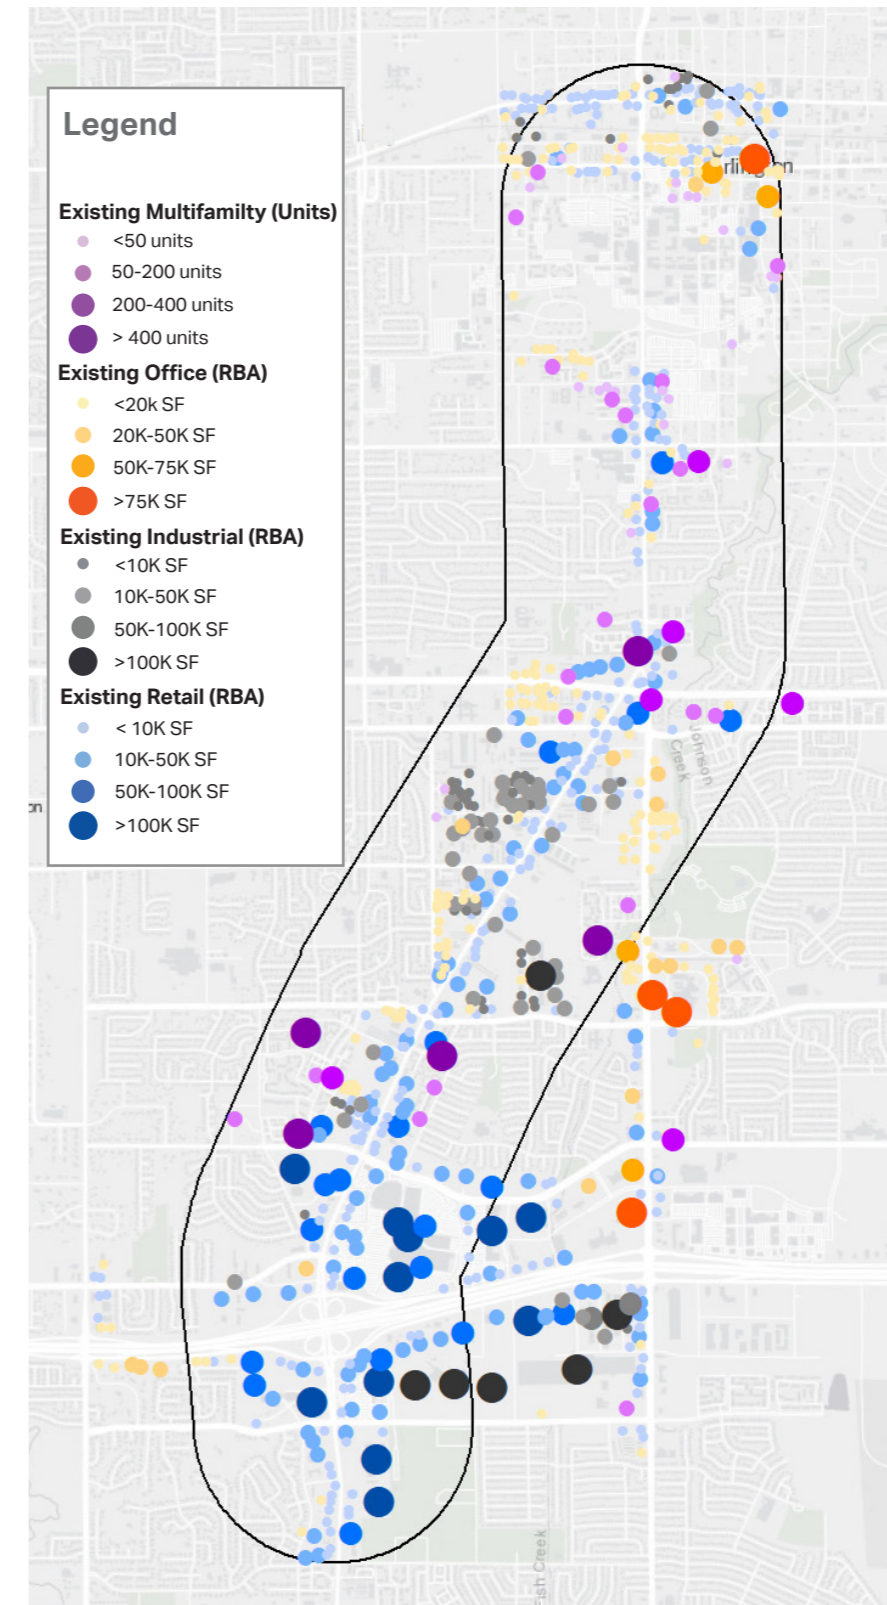 Legend
Existing Multifamilty (Units)
<50 units
50-200 units
200-400 units
> 400 units
Existing Office (RBA)
<20k SF
20K-50K SF
50K-75K SF
>75K SF
Existing Industrial (RBA)
<10K SF
10K-50K SF
50K-100K SF
>100K SF
Existing Retail (RBA)
< 10K SF
10K-50K SF
50K-100K SF
>100K SF
Johnson
Creek
Creek